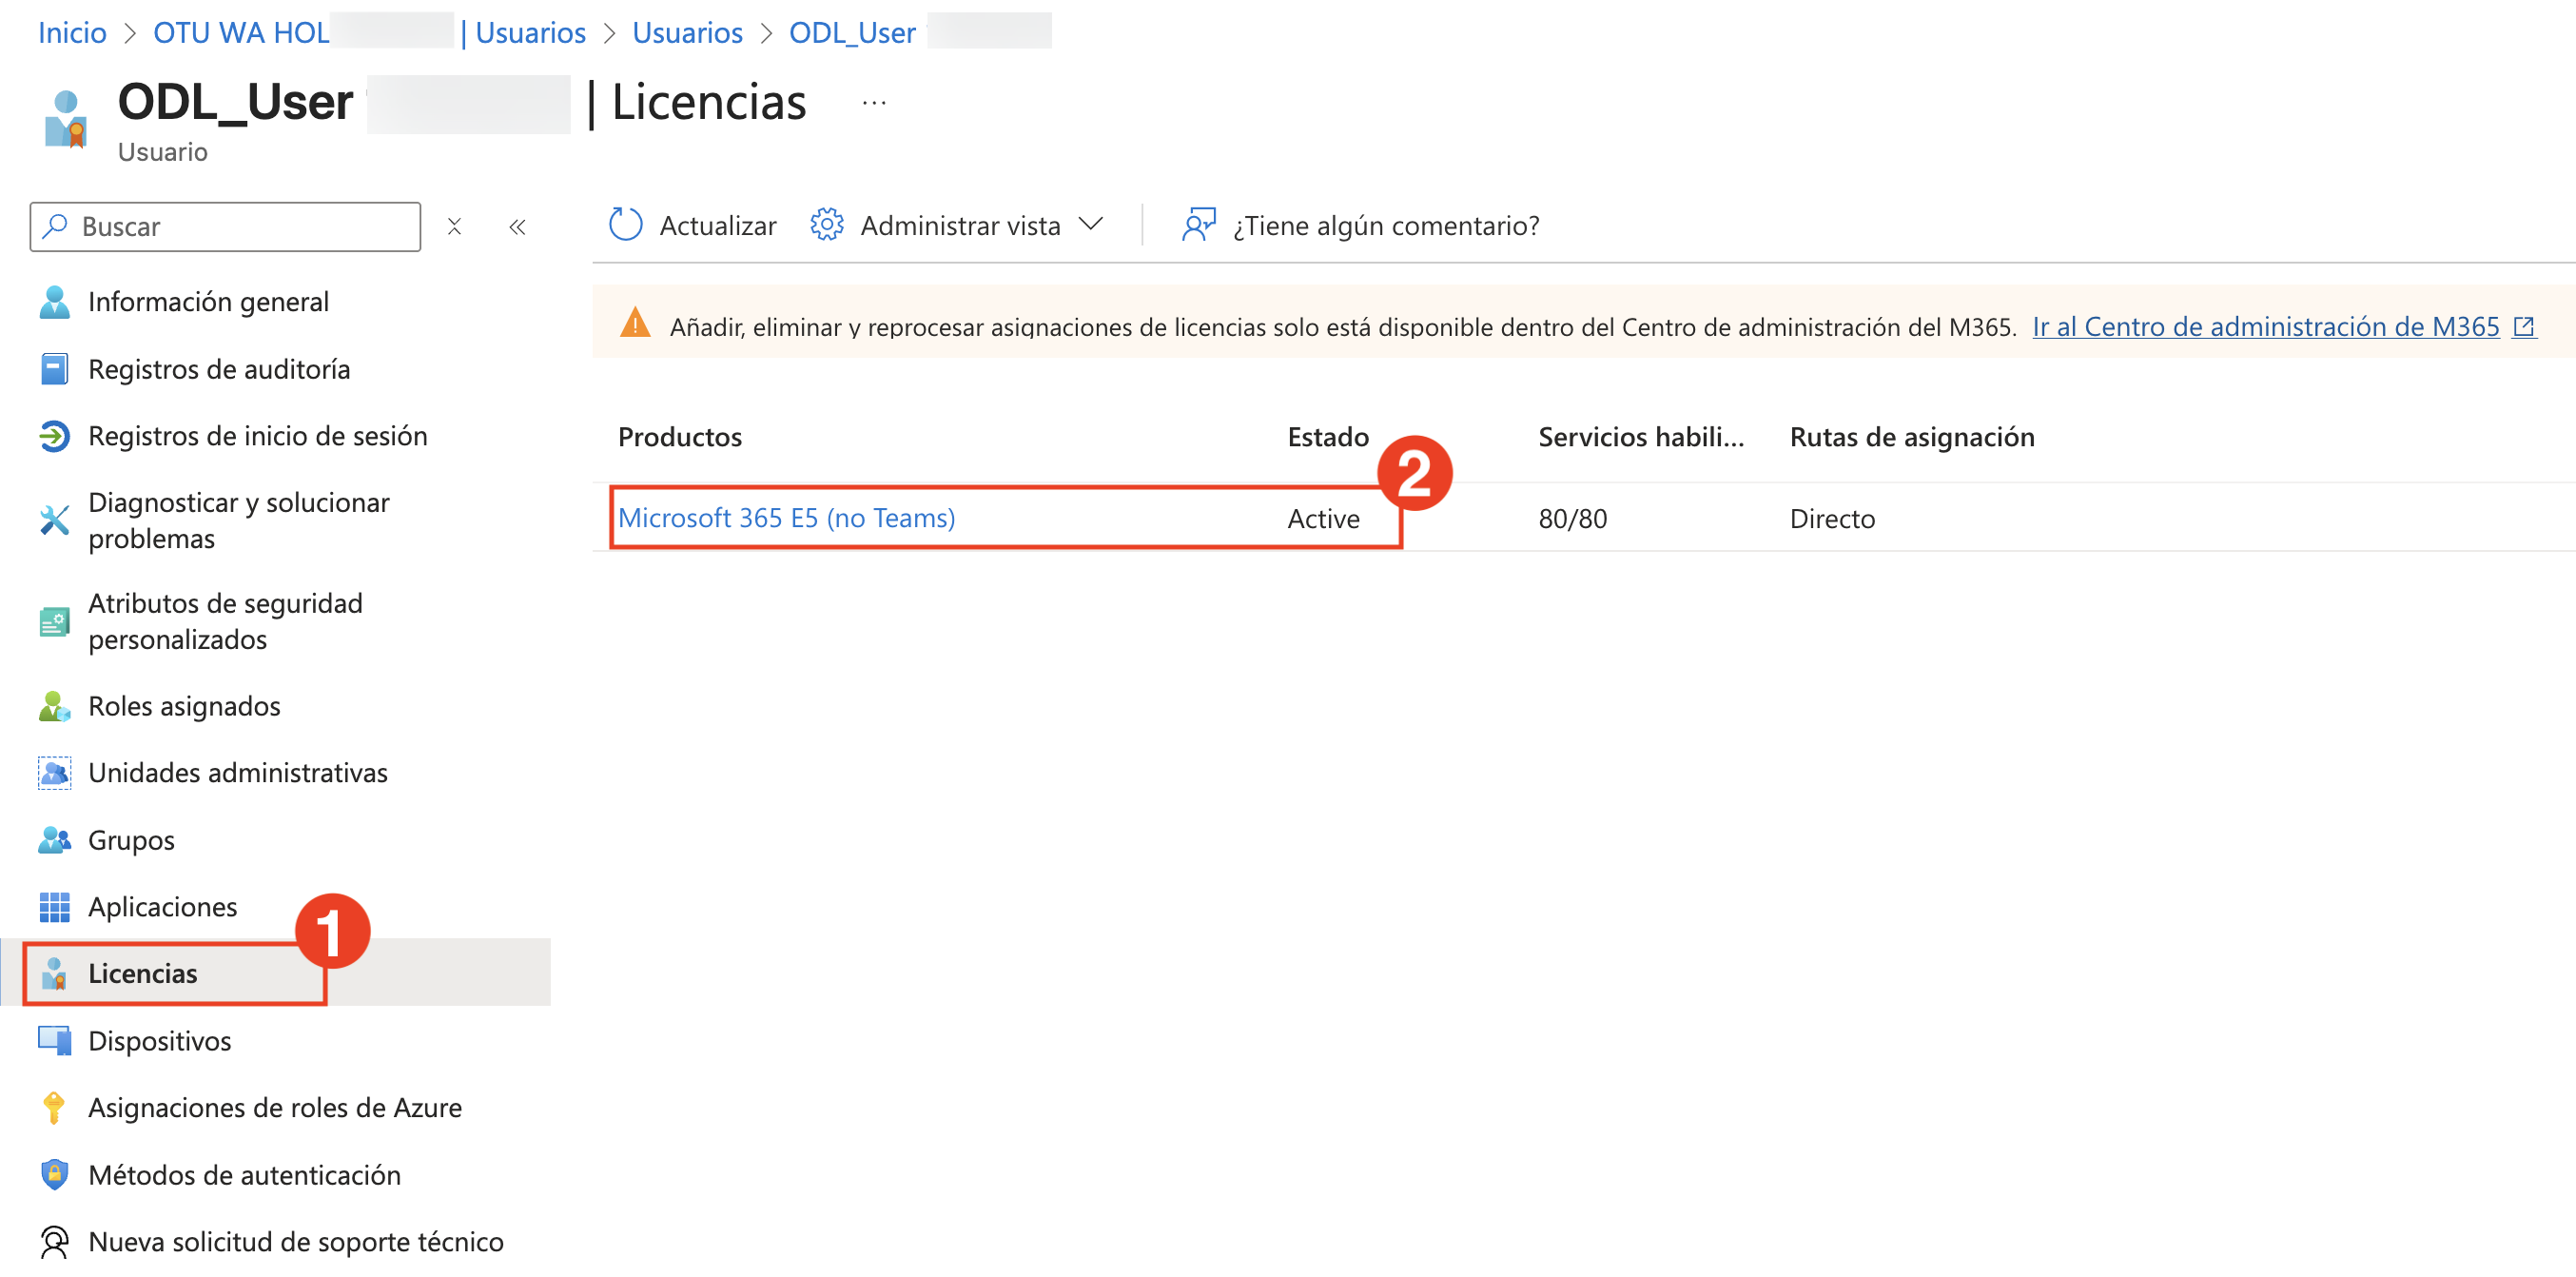 Inicio > OTU WA HOL | Usuarios > Usuarios > ODL_User
ODL_User | Licencias ...
Usuario
Buscar
Actualizar Administrar vista ¿Tiene algún comentario?
Añadir, eliminar y reprocesar asignaciones de licencias solo está disponible dentro del Centro de administración del M365. Ir al Centro de administración de M365
Información general
Registros de auditoría
Registros de inicio de sesión
Diagnosticar y solucionar
problemas
Atributos de seguridad
personalizados
Roles asignados
Unidades administrativas
Grupos
Aplicaciones
1
Licencias
Dispositivos
Asignaciones de roles de Azure
Métodos de autenticación
Nueva solicitud de soporte técnico
Productos Estado Servicios habili... Rutas de asignación
2
Microsoft 365 E5 (no Teams) Active 80/80 Directo